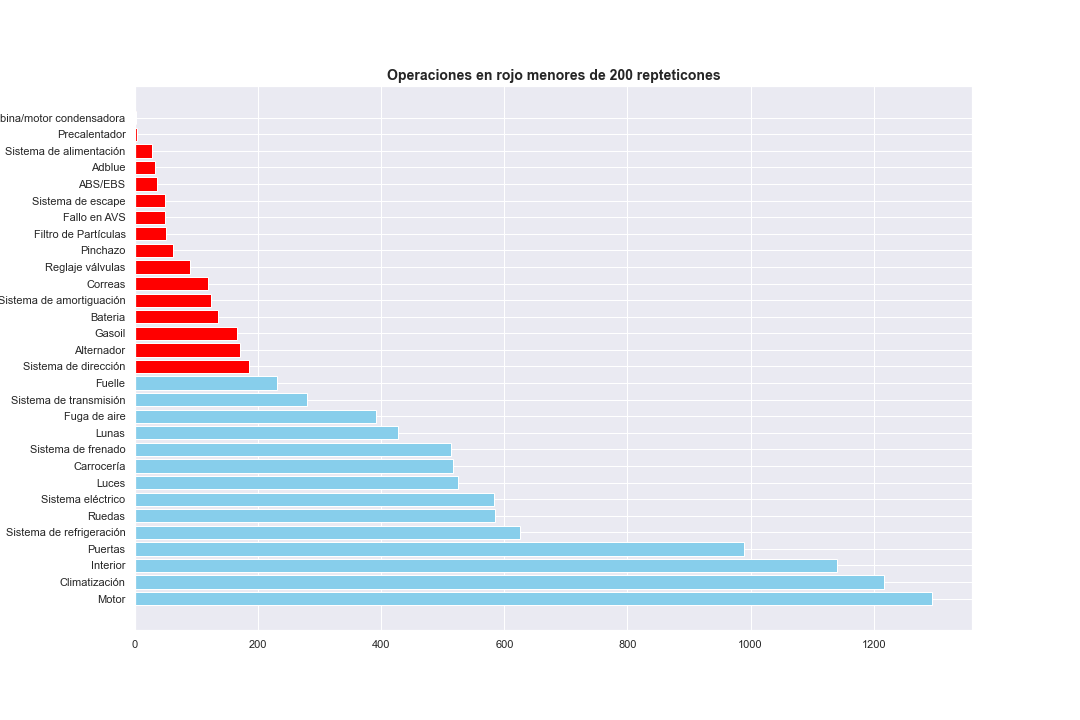 Operaciones en rojo menores de 200 repteticones
bina/motor condensadora
Precalentador
Sistema de alimentación
Adblue
ABS/EBS
Sistema de escape
Fallo en AVS
Filtro de Partículas
Pinchazo
Reglaje válvulas
Correas
Sistema de amortiguación
Bateria
Gasoil
Alternador
Sistema de dirección
Fuelle
Sistema de transmisión
Fuga de aire
Lunas
Sistema de frenado
Carrocería
Luces
Sistema eléctrico
Ruedas
Sistema de refrigeración
Puertas
Interior
Climatización
Motor
0 200 400 600 800 1000 1200